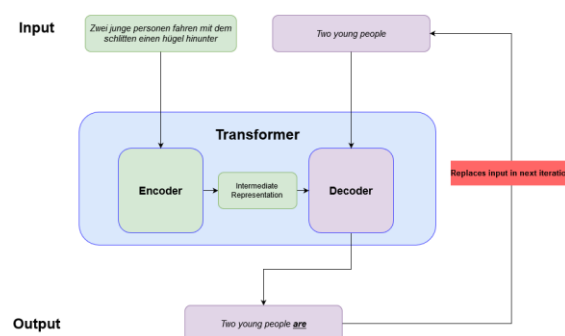 Input
Zwei junge personen fahren mit dem
schlitten einen hügel hinunter
Two young people
Transformer
Encoder
Intermediate
Representation
Decoder
Replaces input in next iteratio
Output
Two young people are